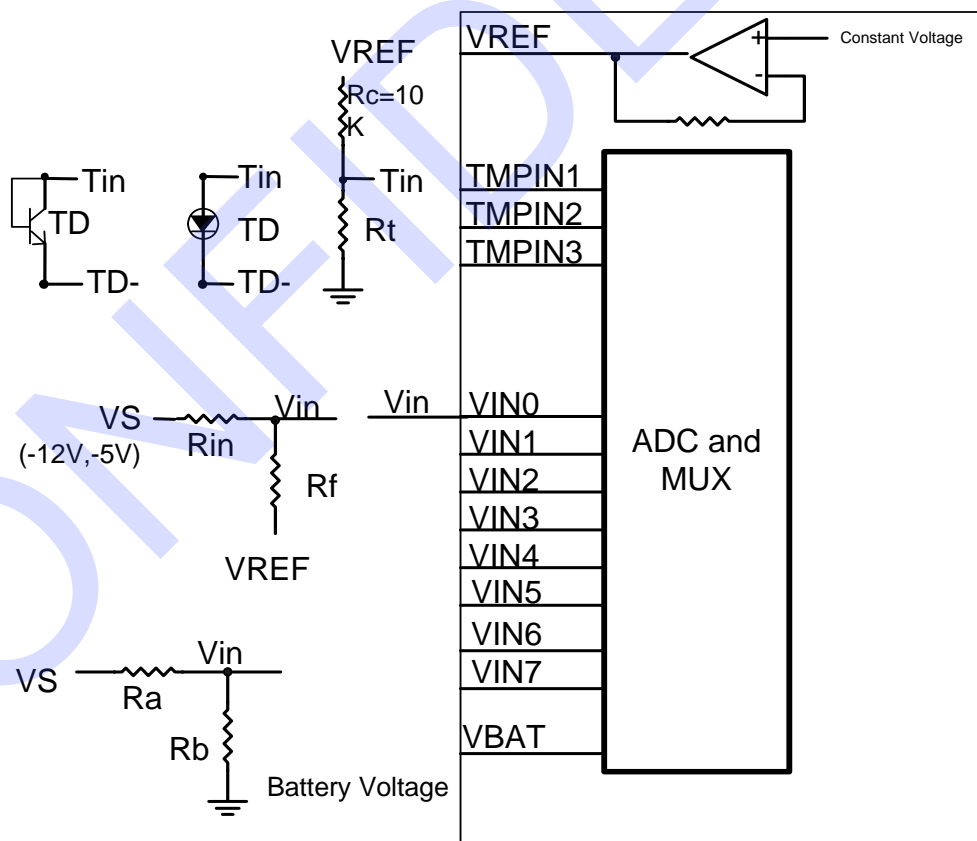 VREF
Constant Voltage
+
-
VREF
Rc=10
K
Tin
Tin
Tin
TD
TD
Rt
TD-
TD-
TMPIN1
TMPIN2
TMPIN3
VS
(-12V,-5V)
Rin
Vin
Rf
VREF
Vin
VIN0
VIN1
VIN2
VIN3
VIN4
VIN5
VIN6
VIN7
VBAT
ADC and
MUX
VS
Ra
Vin
Rb
Battery Voltage